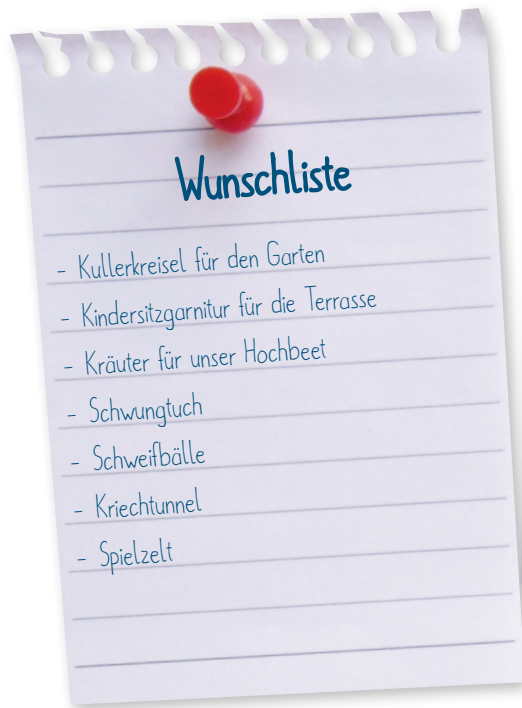 Wunschliste
- Kullerkreisel für den Garten
- Kindersitzgarnitur für die Terrasse
- Kräuter für unser Hochbeet
- Schwungtuch
- Schweifbälle
- Kriechtunnel
- Spielzelt